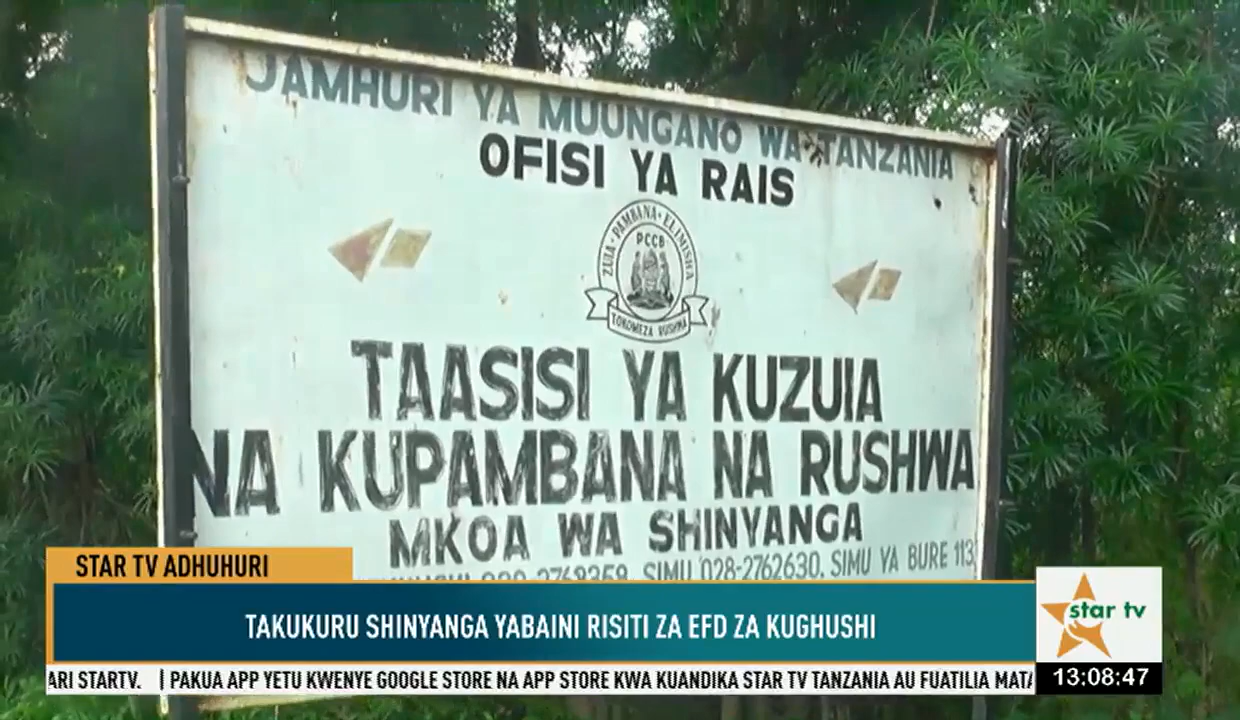 JAMHURI YA MUUNGANO WA TANZANIA
OFISI YA RAIS
ZUIA · PAMBANA · ELIMISHA
PCCB
TOKOMEZA RUSHWA
TAASISI YA KUZUIA
NA KUPAMBANA NA RUSHWA
MKOA WA SHINYANGA
SIMU 028-2762630. SIMU YA BURE 113
STAR TV ADHUHURI
TAKUKURU SHINYANGA YABAINI RISITI ZA EFD ZA KUGHUSHI
star tv
13:08:47
ARI STARTV. | PAKUA APP YETU KWENYE GOOGLE STORE NA APP STORE KWA KUANDIKA STAR TV TANZANIA AU FUATILIA MATA